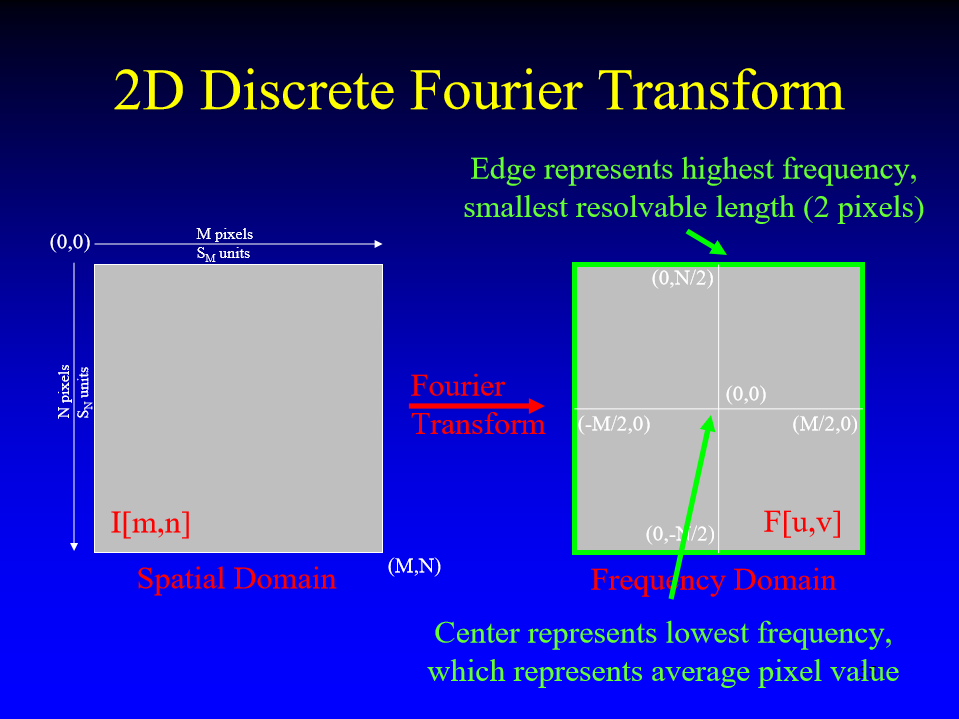 2D Discrete Fourier Transform
Edge represents highest frequency,
smallest resolvable length (2 pixels)
(0,0)
M pixels
SM units
N pixels
SN units
I[m,n]
(M,N)
Spatial Domain
Fourier
Transform
(0,N/2)
(0,0)
(-M/2,0)
(M/2,0)
(0,-N/2)
F[u,v]
Frequency Domain
Center represents lowest frequency,
which represents average pixel value